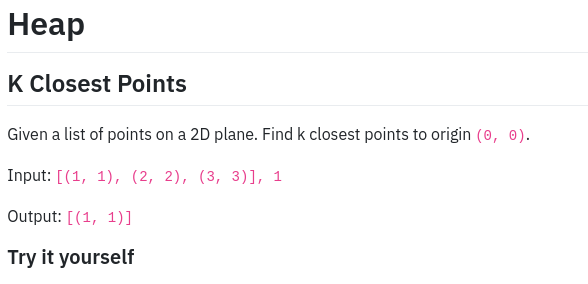 Heap
K Closest Points
Given a list of points on a 2D plane. Find k closest points to origin (0, 0).
Input: [(1, 1), (2, 2), (3, 3)], 1
Output: [(1, 1)]
Try it yourself